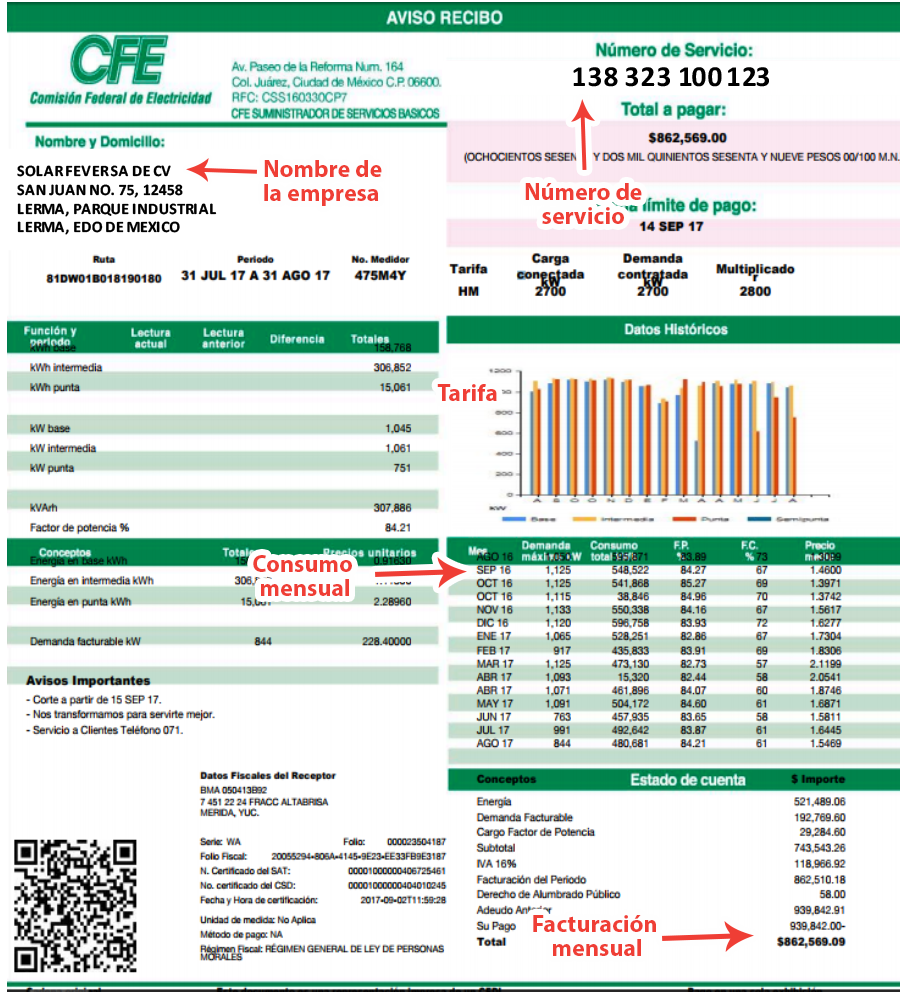 AVISO RECIBO
CFE
Comisión Federal de Electricidad
Av. Paseo de la Reforma Num. 164
Col. Juárez, Ciudad de México C.P. 06600.
RFC: CSS160330CP7
CFE SUMINISTRADOR DE SERVICIOS BASICOS
Número de Servicio:
138 323 100 123
Total a pagar:
$862,569.00
(OCHOCIENTOS SESENTA Y DOS MIL QUINIENTOS SESENTA Y NUEVE PESOS 00/100 M.N.
Nombre y Domicilio:
SOLARFEVERSA DE CV
SAN JUAN NO. 75, 12458
LERMA, PARQUE INDUSTRIAL
LERMA, EDO DE MEXICO
Nombre de
la empresa
Número de
servicio
límite de pago:
14 SEP 17
Ruta Periodo No. Medidor
81DW01B018190180 31 JUL 17 A 31 AGO 17 475M4Y
Tarifa Carga conectada kW Demanda contratada kW Multiplicador
HM 2700 2700 2800
Función y periodo Lectura actual Lectura anterior Diferencia Totales
kWh base 158,768
kWh intermedia 306,852
kWh punta 15,061
kW base 1,045
kW intermedia 1,061
kW punta 751
kVArh 307,886
Factor de potencia % 84.21
Datos Históricos
Tarifa
1200
800
600
400
200
0
A S O O N D E F M A A M J J A
kW
Base Intermedia Punta Semipunta
Conceptos Precios unitarios
Energía en base kWh 0.91630
Energía en intermedia kWh
Energía en punta kWh 2.28960
Demanda facturable kW 844 228.40000
Consumo
mensual
Mes Demanda máxima kW Consumo total kWh F.P. % F.C. % Precio medio
AGO 16 1,050 83.89 73
SEP 16 1,125 548,522 84.27 67 1.4600
OCT 16 1,125 541,868 85.27 69 1.3971
OCT 16 1,115 38,846 84.96 70 1.3742
NOV 16 1,133 550,338 84.16 67 1.5617
DIC 16 1,120 596,758 83.93 72 1.6277
ENE 17 1,065 528,251 82.86 67 1.7304
FEB 17 917 435,833 83.91 69 1.8306
MAR 17 1,125 473,130 82.73 57 2.1199
ABR 17 1,093 15,320 82.44 58 2.0541
ABR 17 1,071 461,896 84.07 60 1.8746
MAY 17 1,091 504,172 84.60 61 1.6871
JUN 17 763 457,935 83.65 58 1.5811
JUL 17 991 492,642 83.87 61 1.6445
AGO 17 844 480,681 84.21 61 1.5469
Avisos Importantes
- Corte a partir de 15 SEP 17.
- Nos transformamos para servirte mejor.
- Servicio a Clientes Teléfono 071.
Datos Fiscales del Receptor
BMA 050413B92
7 451 22 24 FRACC ALTABRISA
MERIDA, YUC.
Serie: WA Folio: 000023504187
Folio Fiscal: 20055294-806A-4145-9E23-EE33FB9E3187
N. Certificado del SAT: 00001000000406725461
No. certificado del CSD: 00001000000404010245
Fecha y Hora de certificación: 2017-09-02T11:59:28
Unidad de medida: No Aplica
Método de pago: NA
Régimen Fiscal: RÉGIMEN GENERAL DE LEY DE PERSONAS
MORALES
Conceptos Estado de cuenta $ Importe
Energía 521,489.06
Demanda Facturable 192,769.60
Cargo Factor de Potencia 29,284.60
Subtotal 743,543.26
IVA 16% 118,966.92
Facturación del Periodo 862,510.18
Derecho de Alumbrado Público 58.00
Adeudo Anterior 939,842.91
Su Pago 939,842.00-
Total $862,569.09
Facturación
mensual